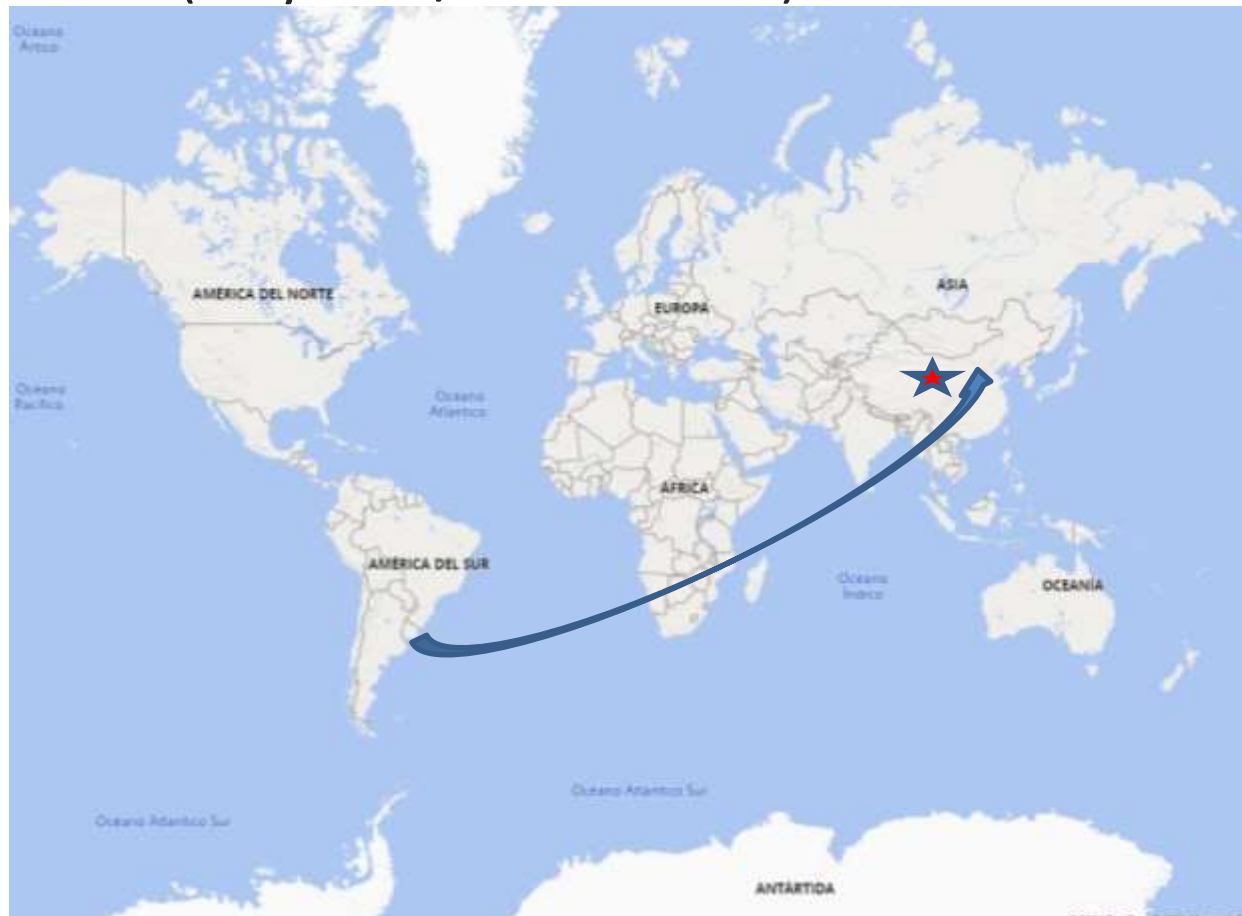 Océano
Ártico
AMÉRICA DEL NORTE
ASIA
EUROPA
Océano
Pacífico
Océano
Atlántico
ÁFRICA
AMÉRICA DEL SUR
Océano
Índico
OCEANÍA
Océano Atlántico Sur
Océano Atlántico Sur
ANTÁRTIDA